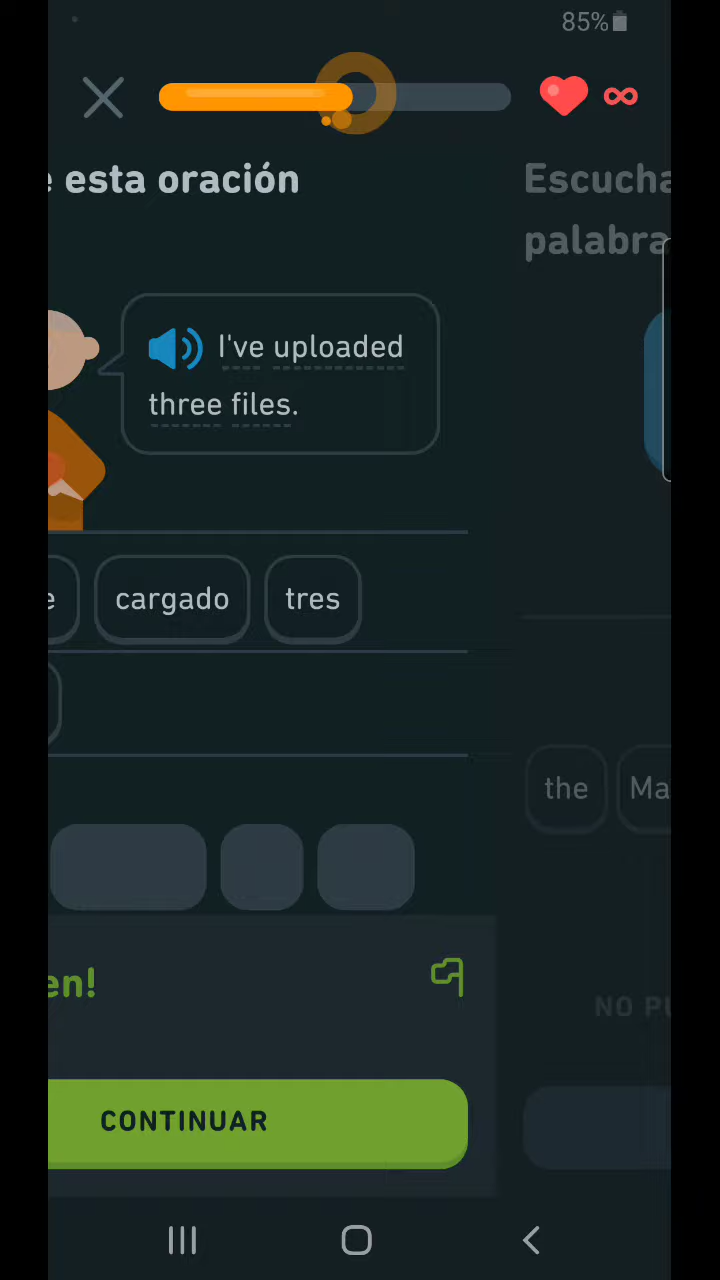 85%
esta oración
Escucha
palabra
I've uploaded
three files.
cargado tres
the Ma
en!
NO PU
CONTINUAR